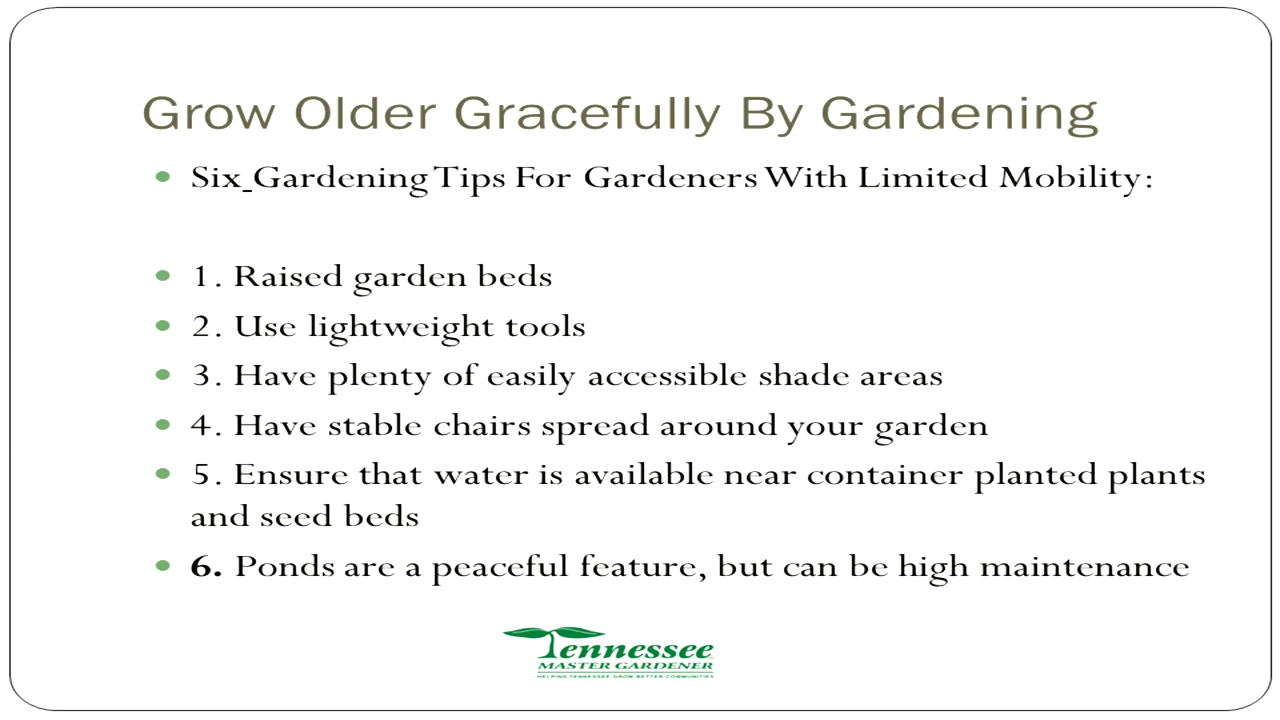 Grow Older Gracefully By Gardening
Six_Gardening Tips For Gardeners With Limited Mobility:
1. Raised garden beds
2. Use lightweight tools
3. Have plenty of easily accessible shade areas
4. Have stable chairs spread around your garden
5. Ensure that water is available near container planted plants
and seed beds
6. Ponds are a peaceful feature, but can be high maintenance
Tennessee
MASTER GARDENER
HELPING TENNESSEE GROW BETTER COMMUNITIES